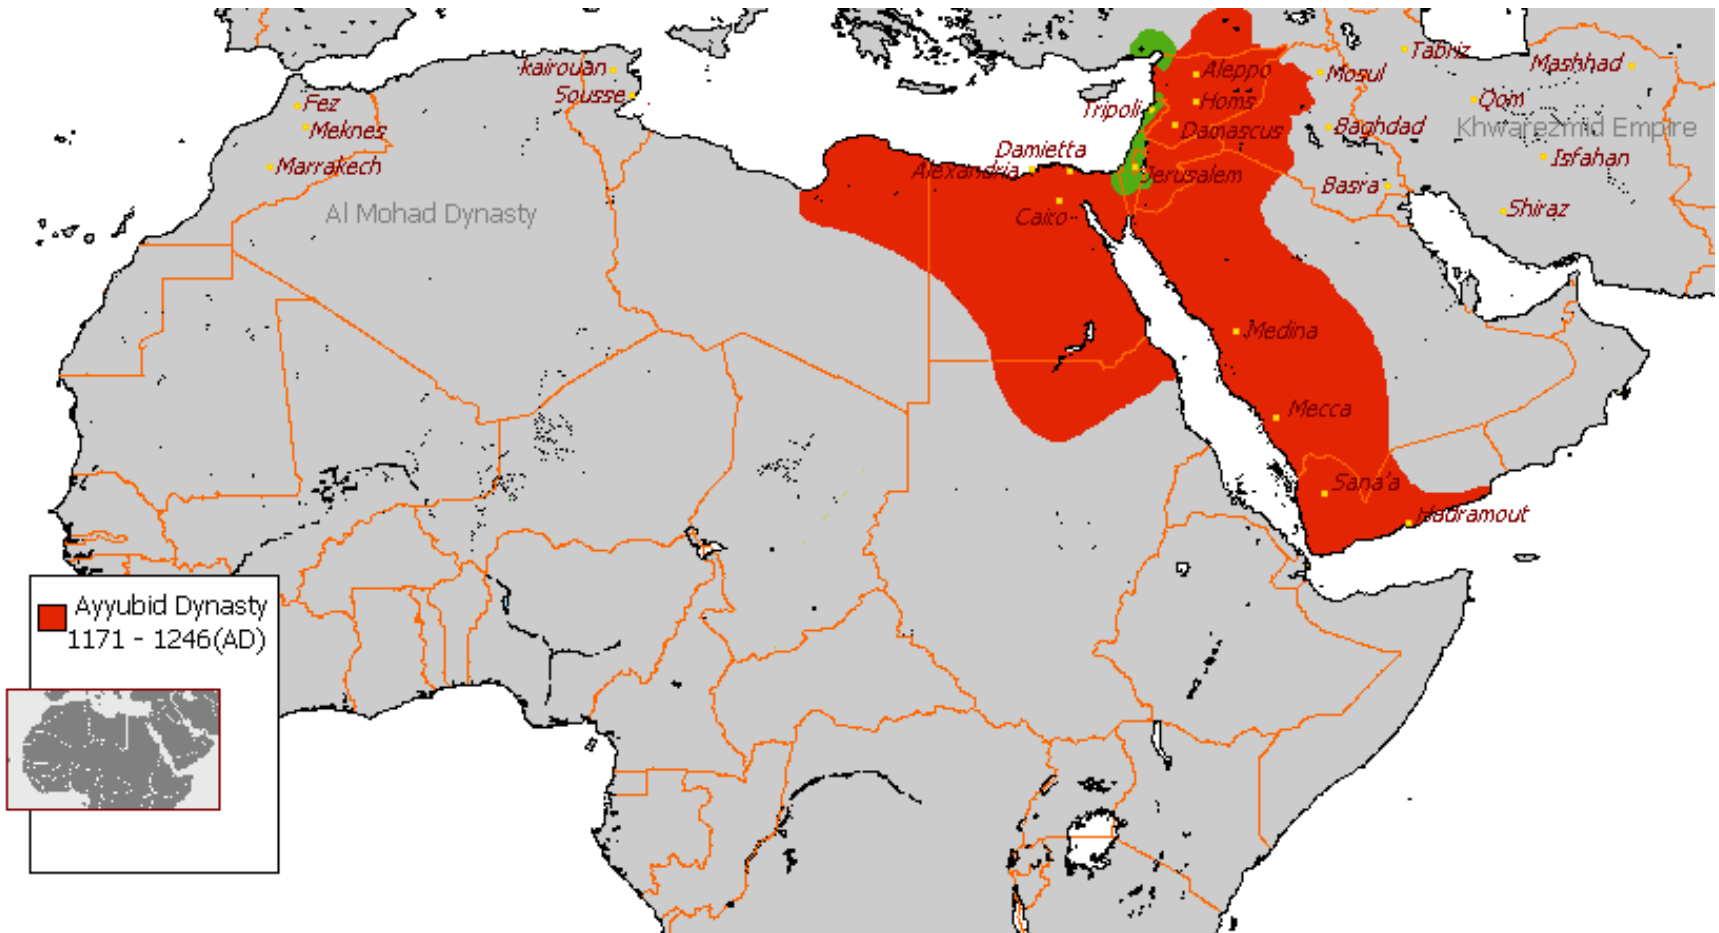 Tabriz
Mashhad
kairouan
Aleppo
Mosul
Sousse
Fez
Tripoli
Homs
Qom
Meknes
Damascus
Baghdad
Khwarezmid Empire
Marrakech
Damietta
Alexandria
Jerusalem
Isfahan
Basra
Al Mohad Dynasty
Cairo
Shiraz
Medina
Mecca
Sana'a
Hadramout
Ayyubid Dynasty
1171 - 1246(AD)